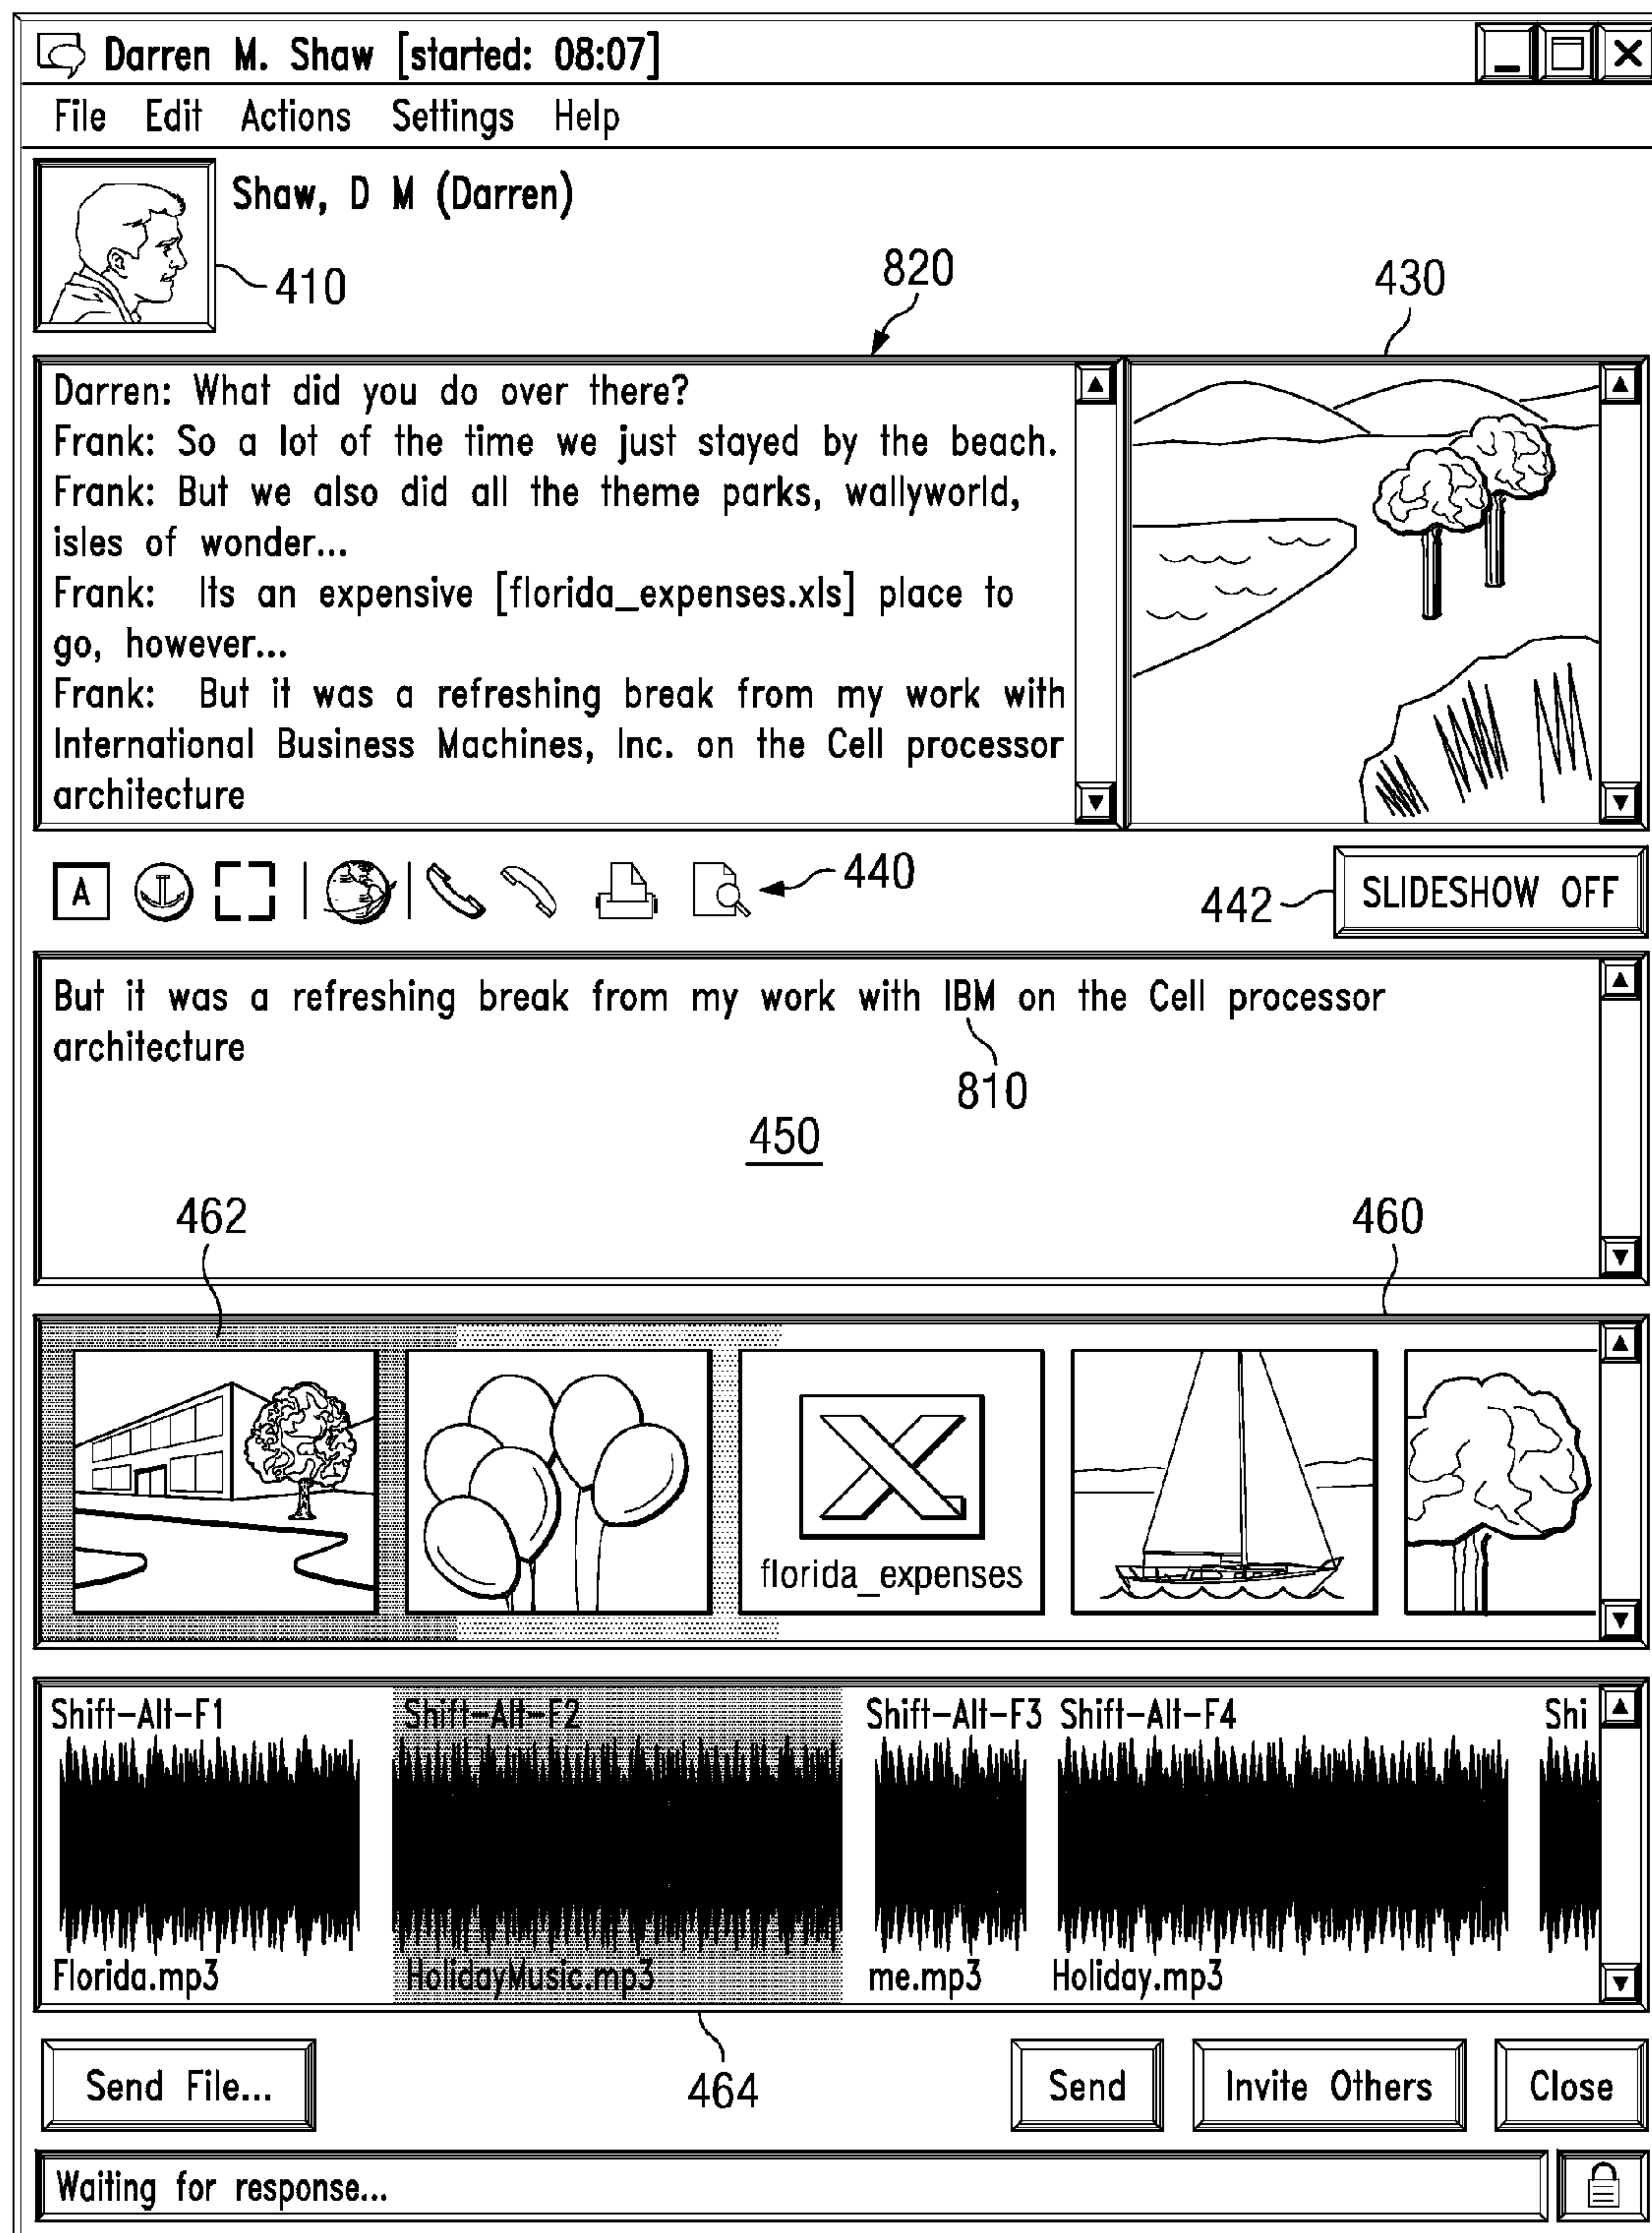 Darren M. Shaw [started: 08:07]
File Edit Actions Settings Help
Shaw, D M (Darren)
410
820
430
Darren: What did you do over there?
Frank: So a lot of the time we just stayed by the beach.
Frank: But we also did all the theme parks, wallyworld,
isles of wonder...
Frank: Its an expensive [florida_expenses.xls] place to
go, however...
Frank: But it was a refreshing break from my work with
International Business Machines, Inc. on the Cell processor
architecture
A
440
442
SLIDESHOW OFF
But it was a refreshing break from my work with IBM on the Cell processor
architecture
810
450
462
460
florida_expenses
Shift-Alt-F1 Shift-Alt-F2 Shift-Alt-F3 Shift-Alt-F4 Shi
Florida.mp3 HolidayMusic.mp3 me.mp3 Holiday.mp3
464
Send File... Send Invite Others Close
Waiting for response...